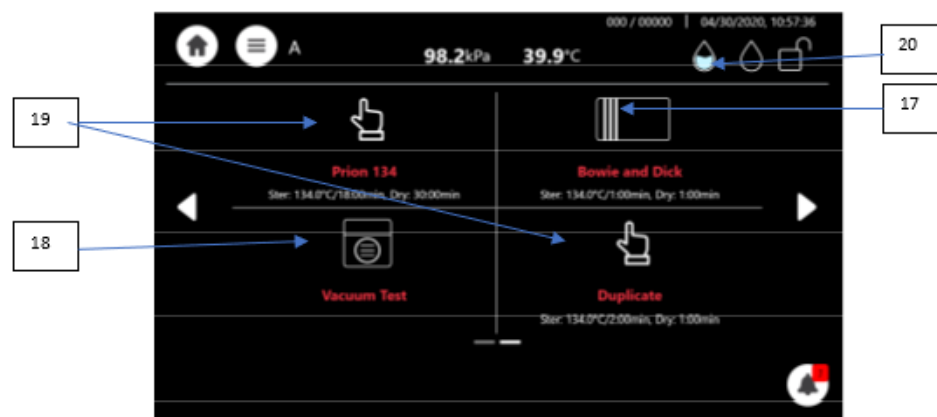 000 / 00000 | 04/30/2020, 10:57:36
A 98.2kPa 39.9°C
20
17
19
Prion 134
Ster: 134.0°C/18:00min, Dry: 30:00min
Bowie and Dick
Ster: 134.0°C/1:00min, Dry: 1:00min
18
Vacuum Test
Duplicate
Ster: 134.0°C/2:00min, Dry: 1:00min